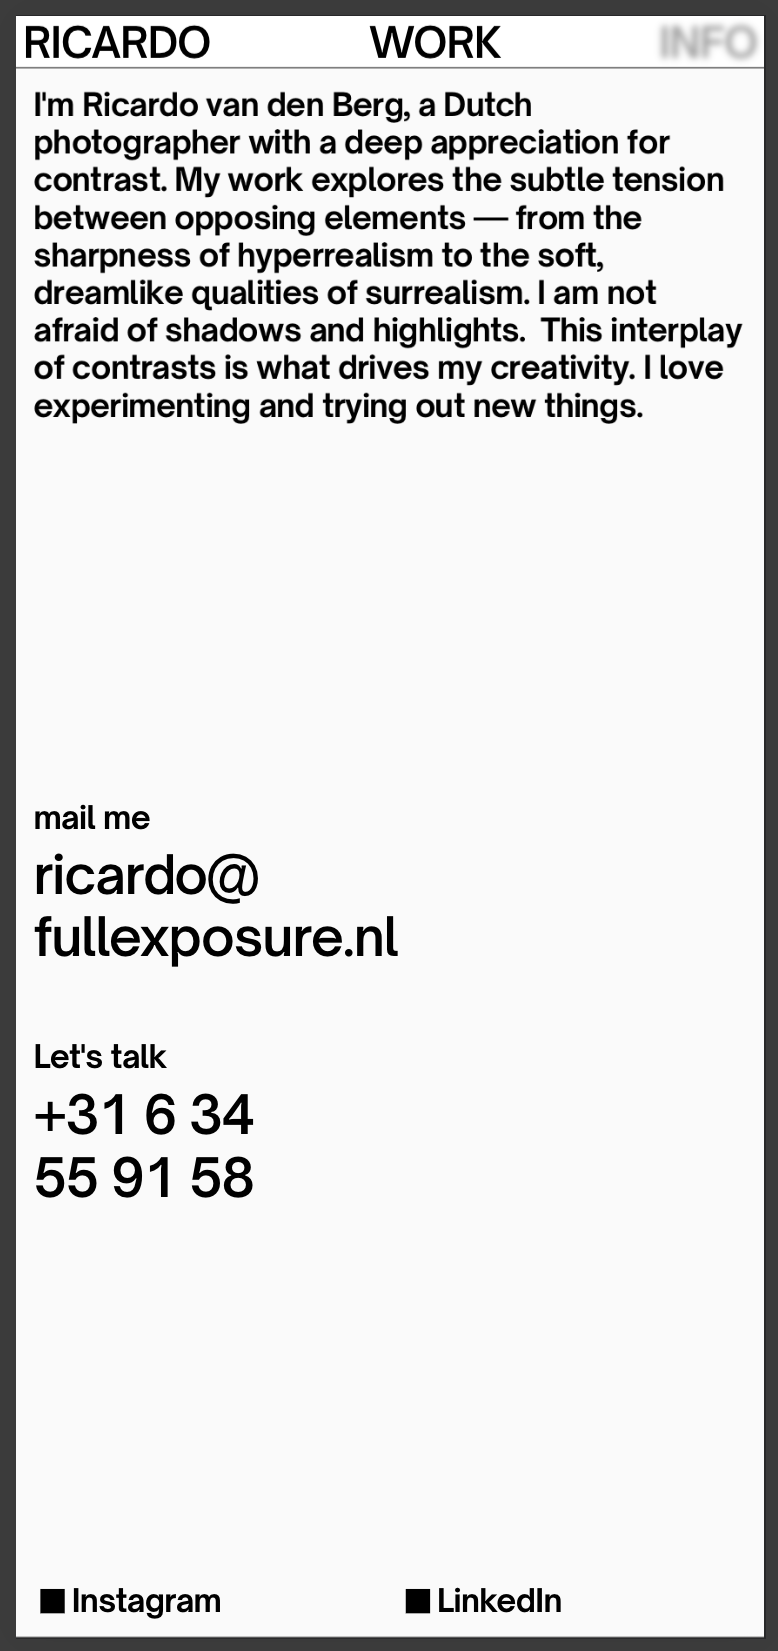 RICARDO WORK INFO
I'm Ricardo van den Berg, a Dutch
photographer with a deep appreciation for
contrast. My work explores the subtle tension
between opposing elements — from the
sharpness of hyperrealism to the soft,
dreamlike qualities of surrealism. I am not
afraid of shadows and highlights.  This interplay
of contrasts is what drives my creativity. I love
experimenting and trying out new things.
mail me
ricardo@
fullexposure.nl
Let's talk
+31 6 34
55 91 58
Instagram LinkedIn